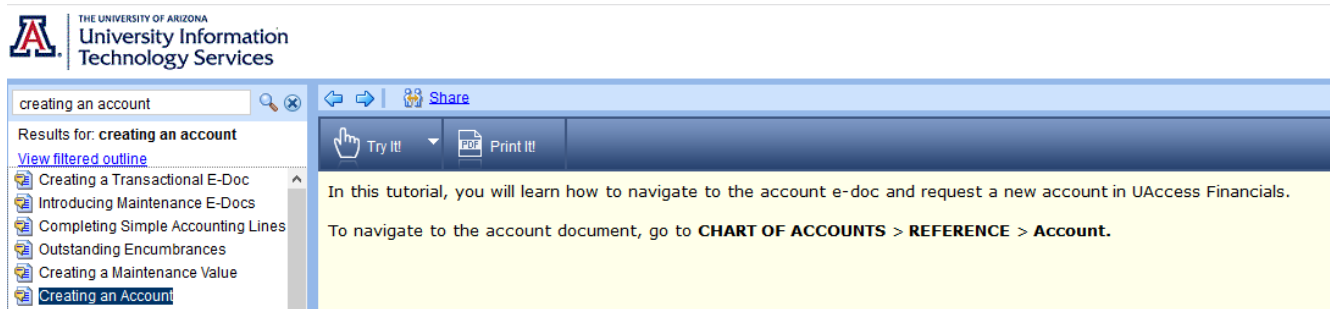 THE UNIVERSITY OF ARIZONA
University Information
Technology Services
creating an account
Share
Results for: creating an account
View filtered outline
Try It!
PDF
Print It!
Creating a Transactional E-Doc
Introducing Maintenance E-Docs
Completing Simple Accounting Lines
Outstanding Encumbrances
Creating a Maintenance Value
Creating an Account
In this tutorial, you will learn how to navigate to the account e-doc and request a new account in UAccess Financials.
To navigate to the account document, go to CHART OF ACCOUNTS > REFERENCE > Account.